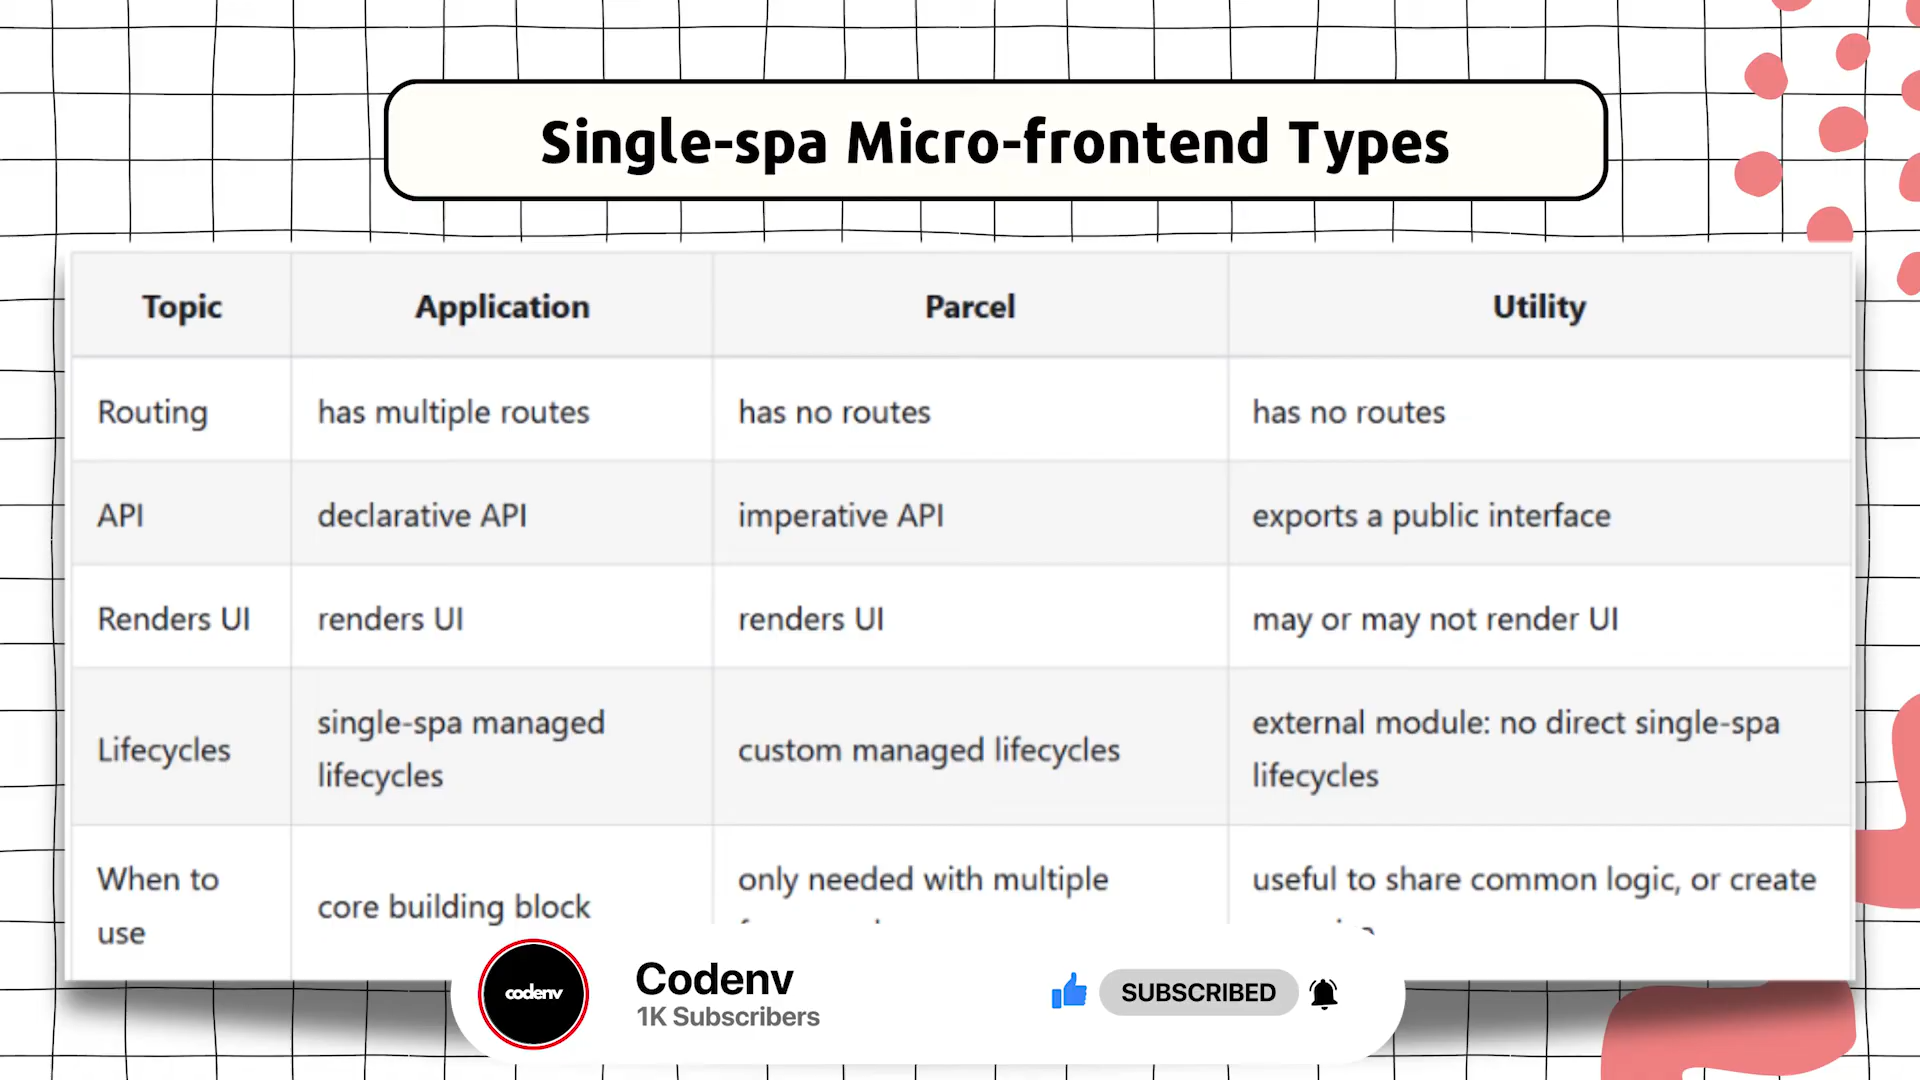 Single-spa Micro-frontend Types
Topic Application Parcel Utility
Routing has multiple routes has no routes has no routes
API declarative API imperative API exports a public interface
Renders UI renders UI renders UI may or may not render UI
Lifecycles single-spa managed lifecycles custom managed lifecycles external module: no direct single-spa lifecycles
When to use core building block only needed with multiple useful to share common logic, or create
codenv
Codenv
1K Subscribers
SUBSCRIBED